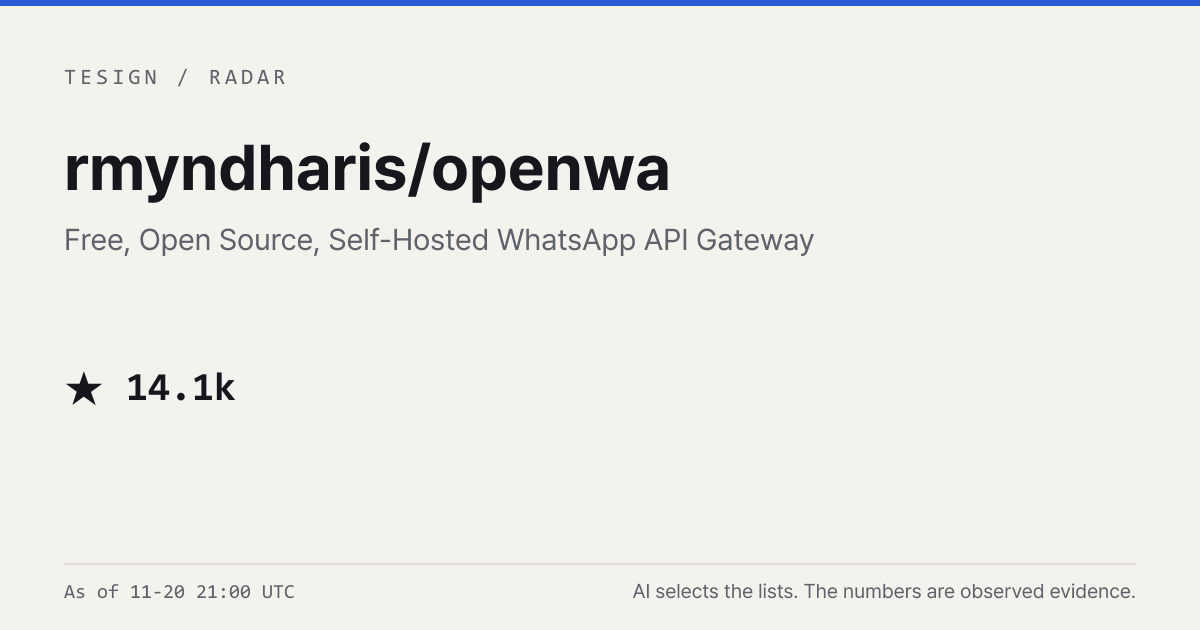 TESIGN / RADAR
rmyndharis/openwa
Free, Open Source, Self-Hosted WhatsApp API Gateway
★ 14.1k
As of 11-20 21:00 UTC
AI selects the lists. The numbers are observed evidence.